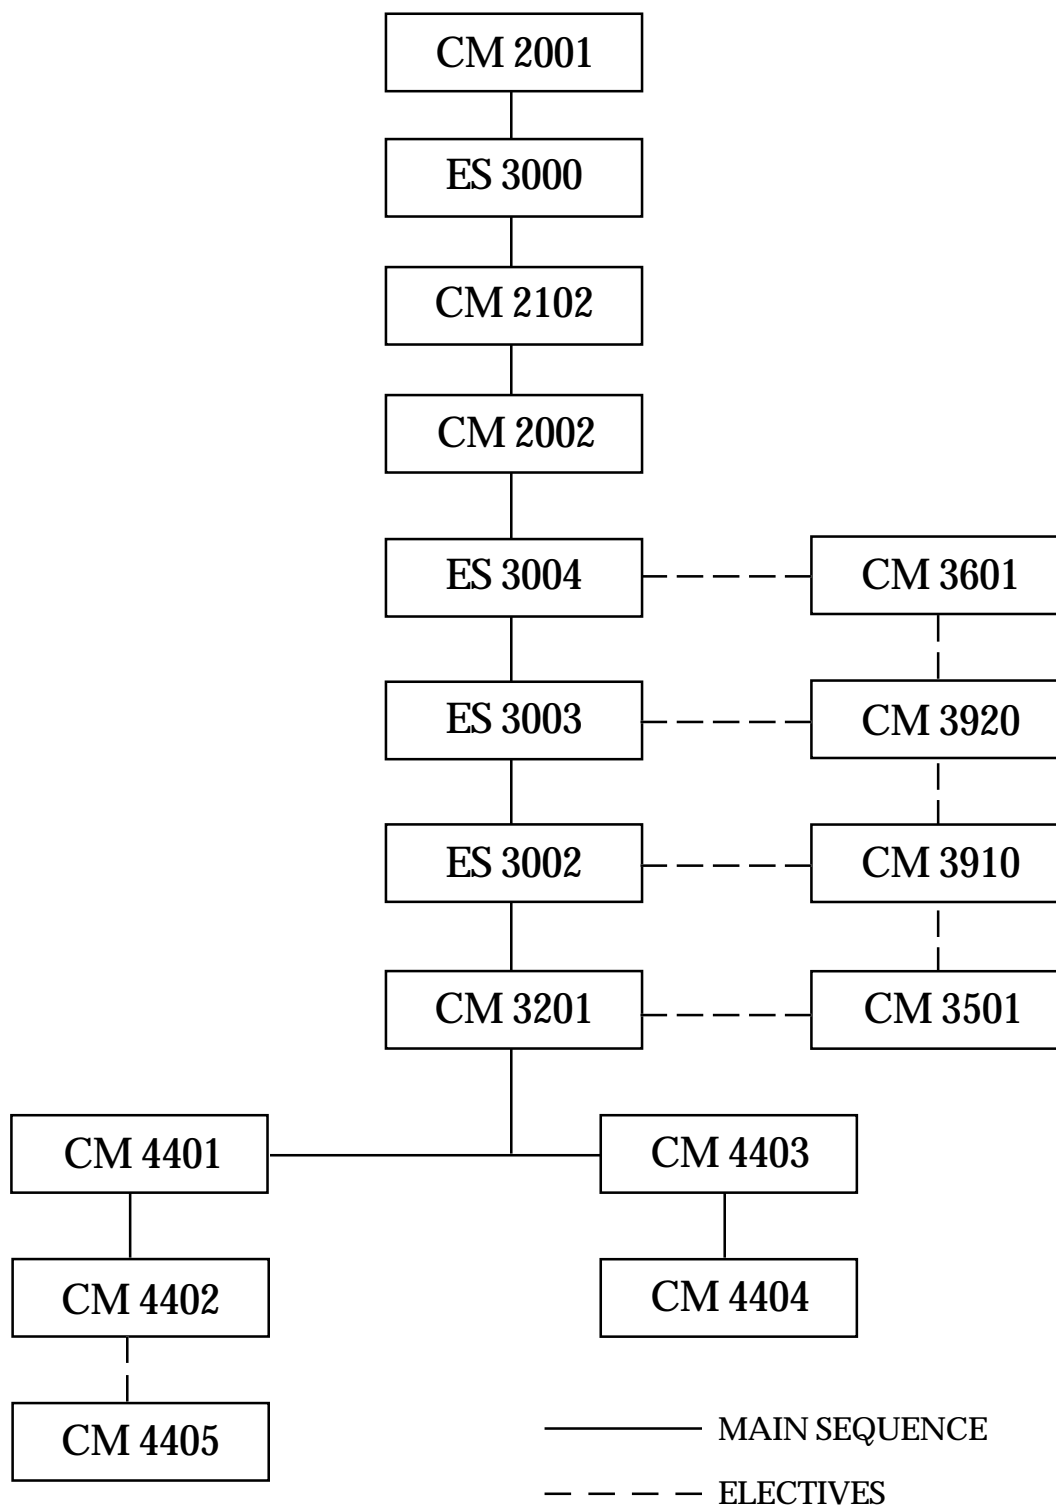 CM 2001
ES 3000
CM 2102
CM 2002
ES 3004
CM 3601
ES 3003
CM 3920
ES 3002
CM 3910
CM 3201
CM 3501
CM 4401
CM 4403
CM 4402
CM 4404
CM 4405
MAIN SEQUENCE
ELECTIVES